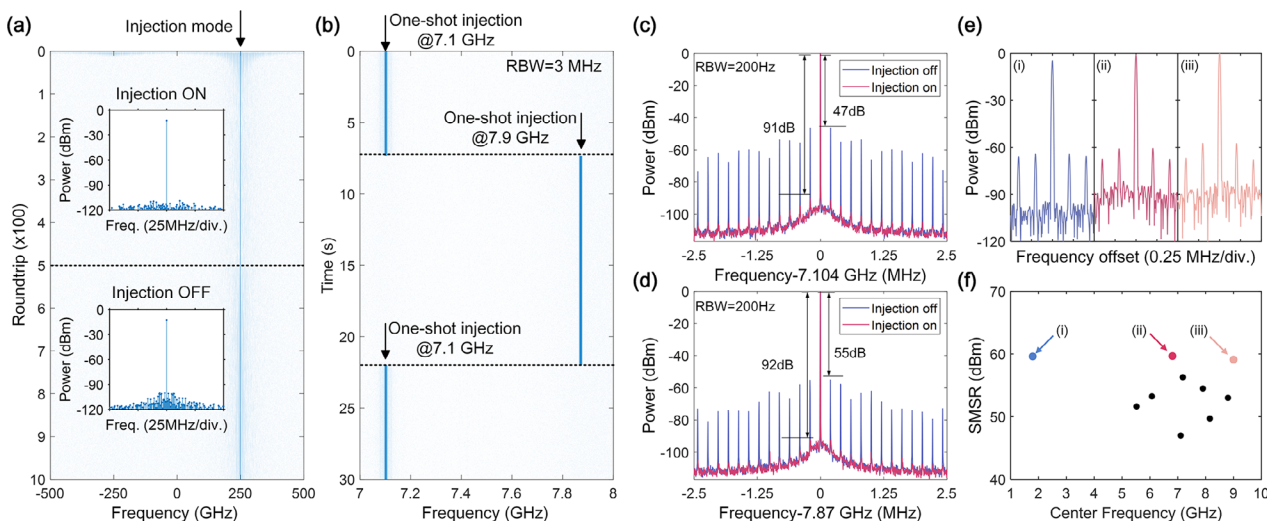 (a)
Injection mode
0
1
2
3
4
5
6
7
8
9
10
Roundtrip (x100)
-500
-250
0
250
500
Frequency (GHz)
Injection ON
0
-30
-60
-90
-120
Power (dBm)
Freq. (25MHz/div.)
Injection OFF
0
-30
-60
-90
-120
Power (dBm)
Freq. (25MHz/div.)
(b)
One-shot injection
@7.1 GHz
RBW=3 MHz
One-shot injection
@7.9 GHz
One-shot injection
@7.1 GHz
0
5
10
15
20
25
30
Time (s)
7
7.2
7.4
7.6
7.8
8
Frequency (GHz)
(c)
RBW=200Hz
Injection off
Injection on
47dB
91dB
0
-20
-40
-60
-80
-100
Power (dBm)
-2.5
-1.25
0
1.25
2.5
Frequency-7.104 GHz (MHz)
(d)
RBW=200Hz
Injection off
Injection on
55dB
92dB
0
-20
-40
-60
-80
-100
Power (dBm)
-2.5
-1.25
0
1.25
2.5
Frequency-7.87 GHz (MHz)
(e)
(i)
(ii)
(iii)
0
-30
-60
-90
-120
Power (dBm)
Frequency offset (0.25 MHz/div.)
(f)
(i)
(ii)
(iii)
70
60
50
40
SMSR (dBm)
1
2
3
4
5
6
7
8
9
10
Center Frequency (GHz)